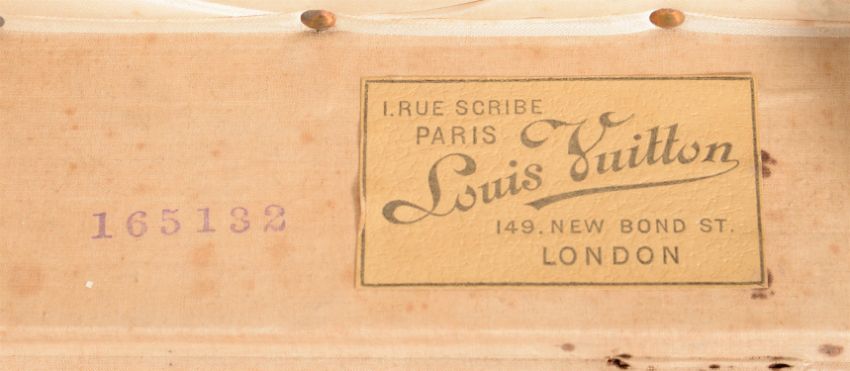 1. RUE SCRIBE
PARIS
Louis Vuitton
149. NEW BOND ST.
LONDON
165132